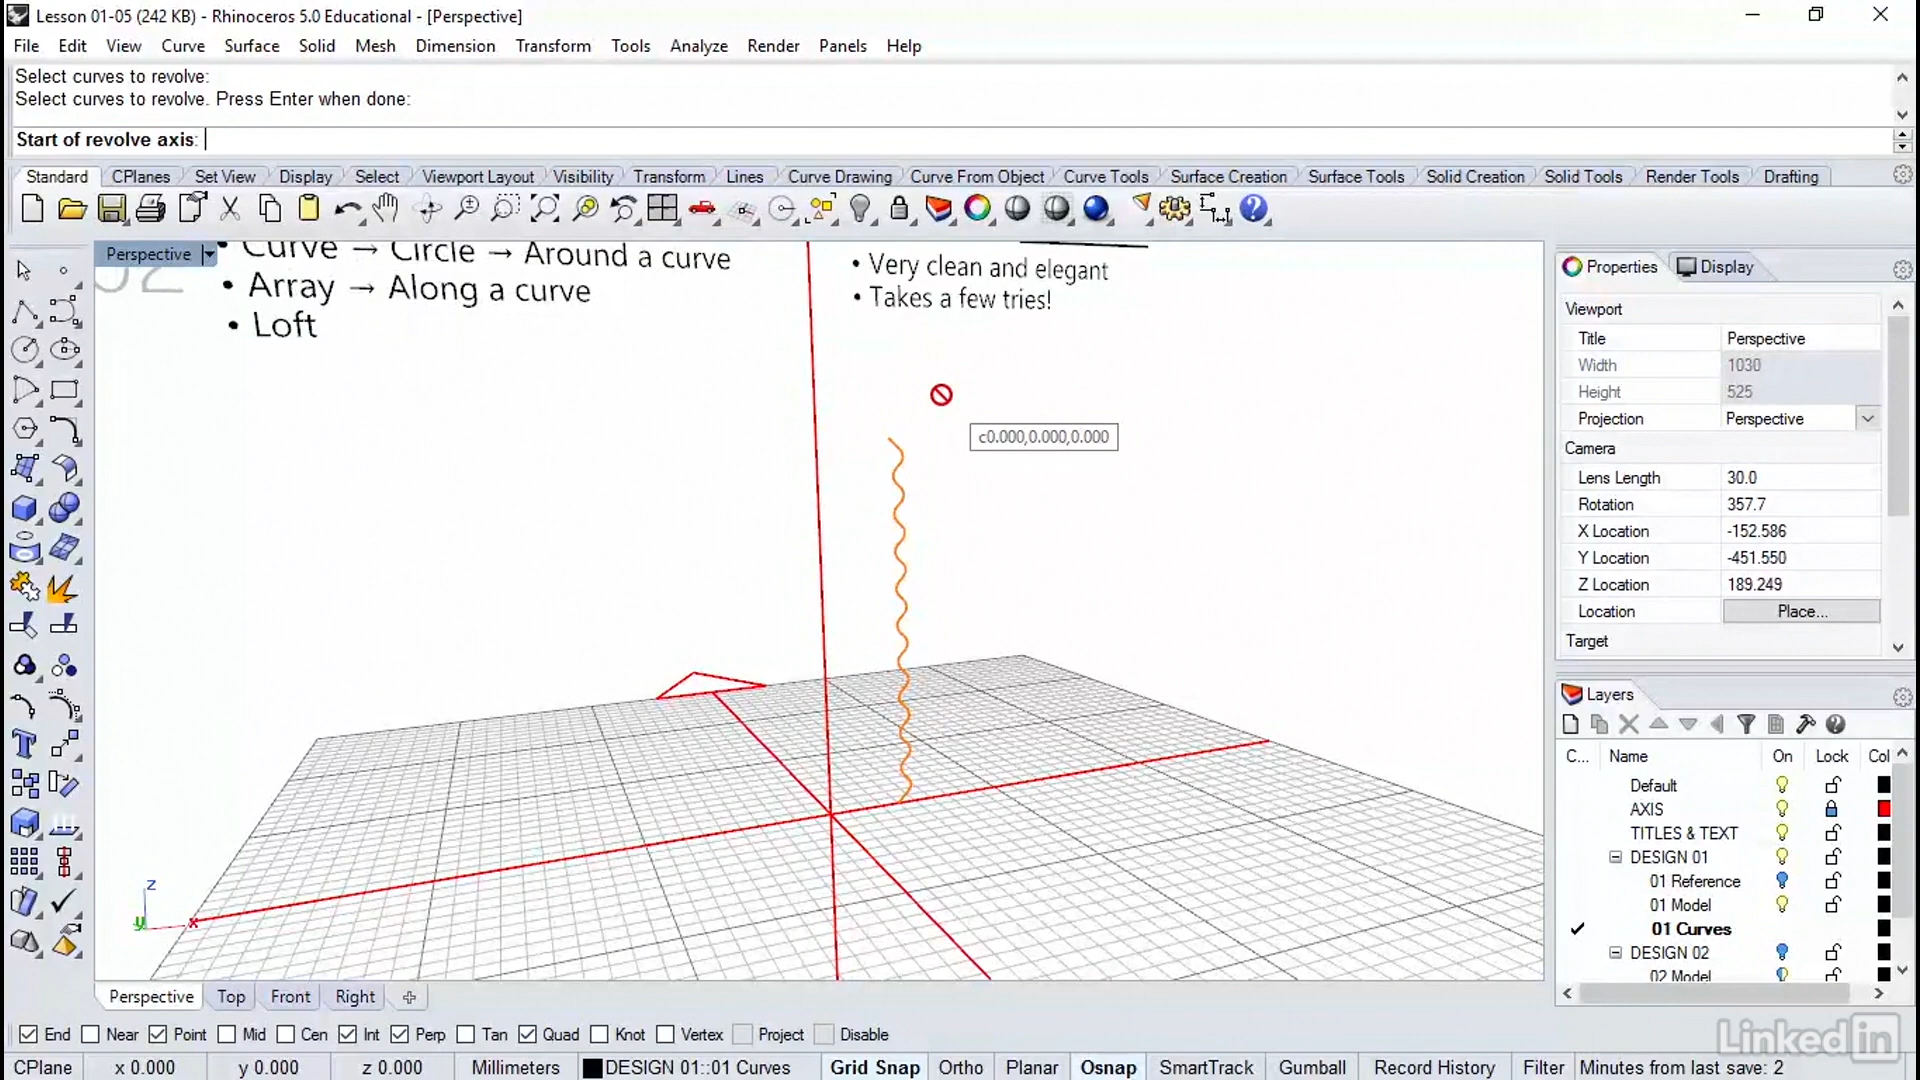 Lesson 01-05 (242 KB) - Rhinoceros 5.0 Educational - [Perspective]
File Edit View Curve Surface Solid Mesh Dimension Transform Tools Analyze Render Panels Help
Select curves to revolve:
Select curves to revolve. Press Enter when done:
Start of revolve axis:
Standard CPlanes Set View Display Select Viewport Layout Visibility Transform Lines Curve Drawing Curve From Object Curve Tools Surface Creation Surface Tools Solid Creation Solid Tools Render Tools Drafting
Perspective
02
• Curve → Circle → Around a curve
• Array → Along a curve
• Loft
• Very clean and elegant
• Takes a few tries!
c0.000,0.000,0.000
z
y x
Properties Display
Viewport
Title Perspective
Width 1030
Height 525
Projection Perspective
Camera
Lens Length 30.0
Rotation 357.7
X Location -152.586
Y Location -451.550
Z Location 189.249
Location Place...
Target
Layers
C... Name On Lock Col
Default
AXIS
TITLES & TEXT
DESIGN 01
01 Reference
01 Model
01 Curves
DESIGN 02
02 Model
Perspective Top Front Right
End Near Point Mid Cen Int Perp Tan Quad Knot Vertex Project Disable
CPlane x 0.000 y 0.000 z 0.000 Millimeters DESIGN 01::01 Curves Grid Snap Ortho Planar Osnap SmartTrack Gumball Record History Filter Minutes from last save: 2
LinkedIn